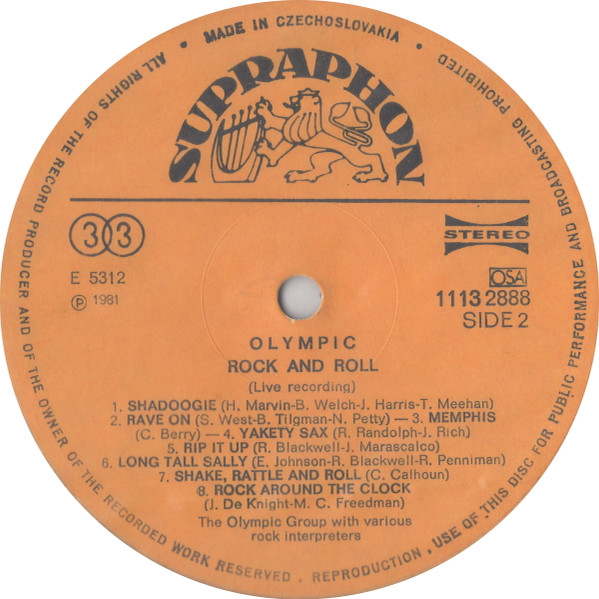 ALL RIGHTS OF THE RECORD PRODUCER AND OF THE OWNER OF THE RECORDED WORK RESERVED . REPRODUCTION, USE OF THIS DISC FOR PUBLIC PERFORMANCE AND BROADCASTING PROHIBITED
• MADE IN CZECHOSLOVAKIA •
SUPRAPHON
33
STEREO
E 5312
OSA
℗ 1981
1113 2888
SIDE 2
OLYMPIC
ROCK AND ROLL
(Live recording)
1. SHADOOGIE (H. Marvin-B. Welch-J. Harris-T. Meehan)
2. RAVE ON (S. West-B. Tilgman-N. Petty) — 3. MEMPHIS
(C. Berry) — 4. YAKETY SAX (R. Randolph-J. Rich)
5. RIP IT UP (R. Blackwell-J. Marascalco)
6. LONG TALL SALLY (E. Johnson-R. Blackwell-R. Penniman)
7. SHAKE, RATTLE AND ROLL (C. Calhoun)
8. ROCK AROUND THE CLOCK
(J. De Knight-M. C. Freedman)
The Olympic Group with various
rock interpreters